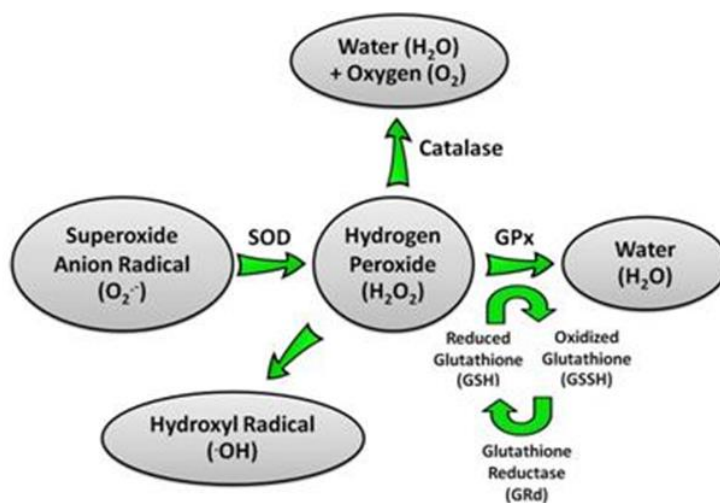 Water (H₂O)
+ Oxygen (O₂)
Catalase
Superoxide
Anion Radical
(O₂·⁻)
SOD
Hydrogen
Peroxide
(H₂O₂)
GPx
Water
(H₂O)
Reduced
Glutathione
(GSH)
Oxidized
Glutathione
(GSSH)
Hydroxyl Radical
(·OH)
Glutathione
Reductase
(GRd)